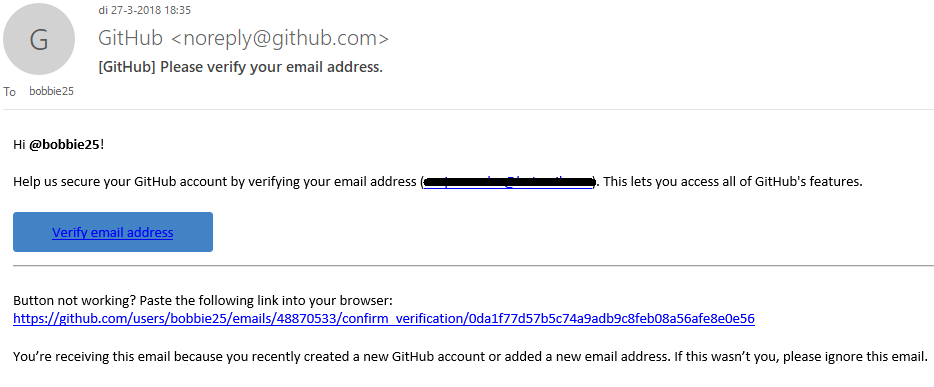 di 27-3-2018 18:35
G
GitHub <noreply@github.com>
[GitHub] Please verify your email address.
To bobbie25
Hi @bobbie25!
Help us secure your GitHub account by verifying your email address (). This lets you access all of GitHub's features.
Verify email address
Button not working? Paste the following link into your browser:
https://github.com/users/bobbie25/emails/48870533/confirm_verification/0da1f77d57b5c74a9adb9c8feb08a56afe8e0e56
You’re receiving this email because you recently created a new GitHub account or added a new email address. If this wasn’t you, please ignore this email.